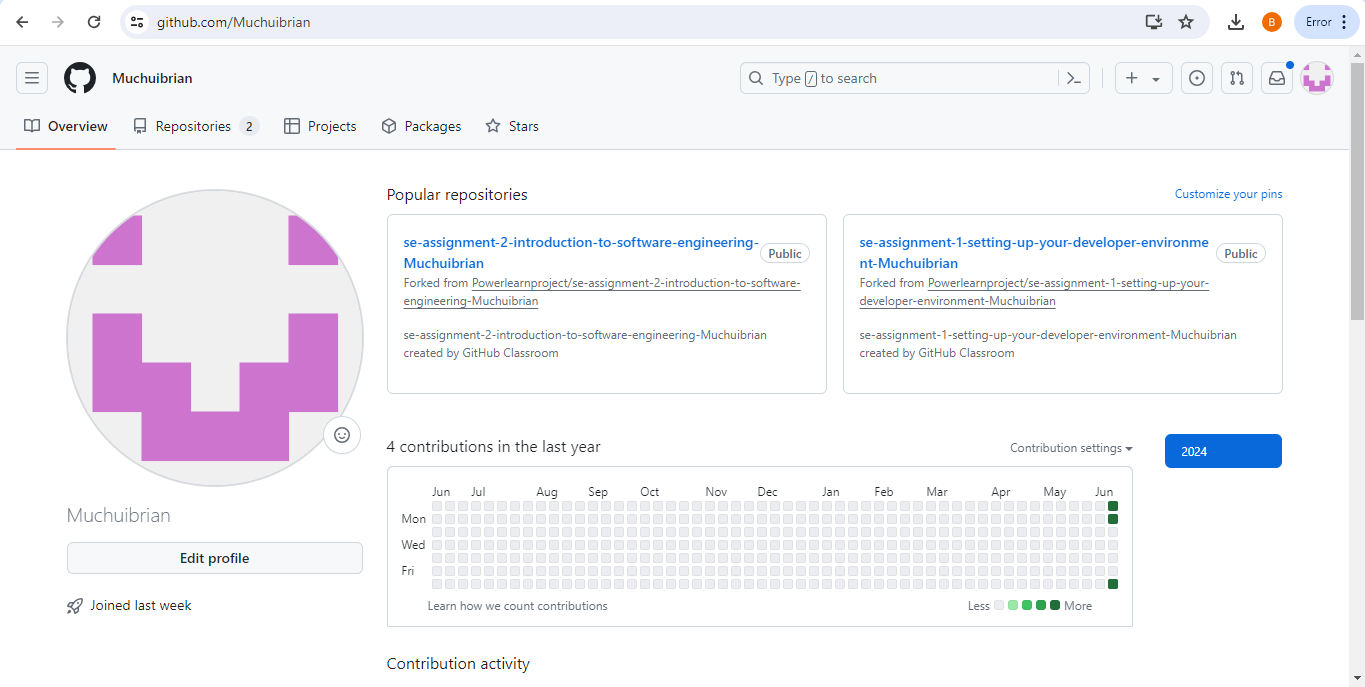 github.com/Muchuibrian
B
Error
Muchuibrian
Type / to search
Overview
Repositories 2
Projects
Packages
Stars
Popular repositories
Customize your pins
se-assignment-2-introduction-to-software-engineering-
Muchuibrian
Public
Forked from Powerlearnproject/se-assignment-2-introduction-to-software-
engineering-Muchuibrian
se-assignment-2-introduction-to-software-engineering-Muchuibrian
created by GitHub Classroom
se-assignment-1-setting-up-your-developer-environme
nt-Muchuibrian
Public
Forked from Powerlearnproject/se-assignment-1-setting-up-your-
developer-environment-Muchuibrian
se-assignment-1-setting-up-your-developer-environment-Muchuibrian
created by GitHub Classroom
4 contributions in the last year
Contribution settings
2024
Jun Jul Aug Sep Oct Nov Dec Jan Feb Mar Apr May Jun
Mon
Wed
Fri
Learn how we count contributions
Less More
Muchuibrian
Edit profile
Joined last week
Contribution activity